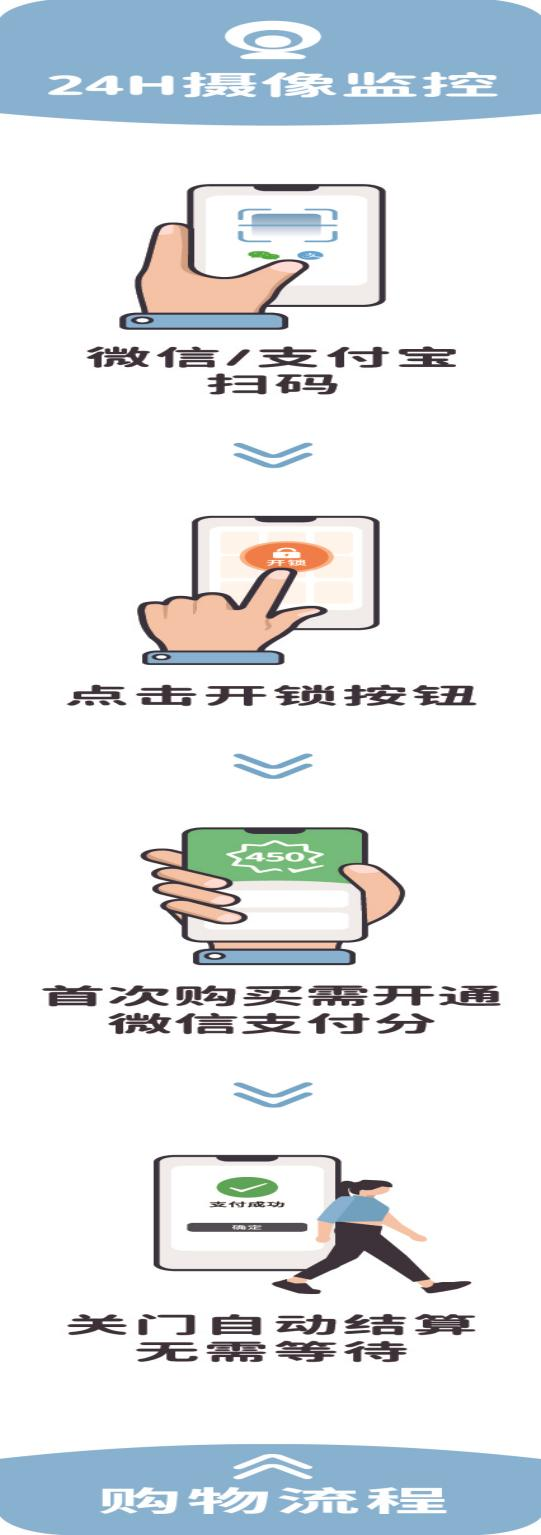 24H摄像监控
微信/支付宝
扫码
开锁
点击开锁按钮
450
首次购买需开通
微信支付分
支付成功
确定
关门自动结算
无需等待
购物流程